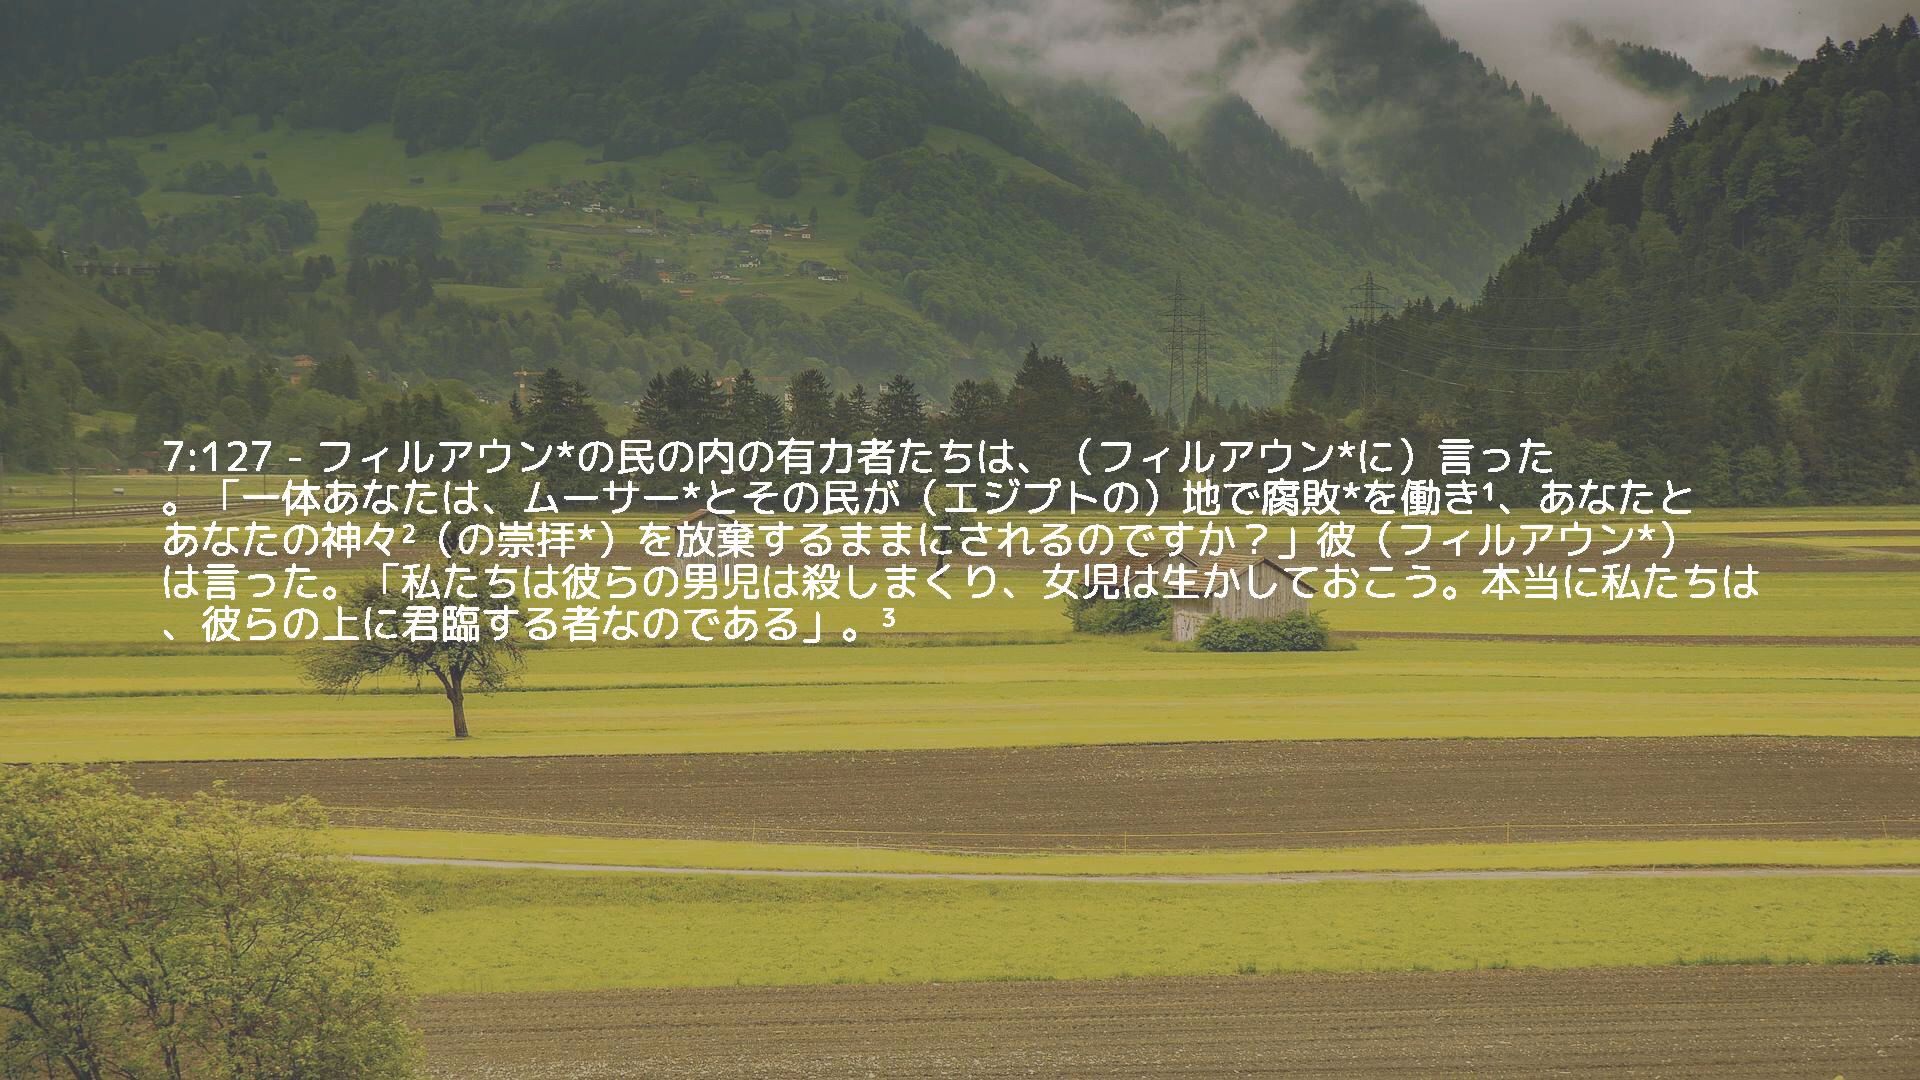 7:127 - フィルアウン*の民の内の有力者たちは、（フィルアウン*に）言った
。「一体あなたは、ムーサー*とその民が（エジプトの）地で腐敗*を働き¹、あなたと
あなたの神々²（の崇拝*）を放棄するままにされるのですか？」彼（フィルアウン*）
は言った。「私たちは彼らの男児は殺しまくり、女児は生かしておこう。本当に私たちは
、彼らの上に君臨する者なのである」。³